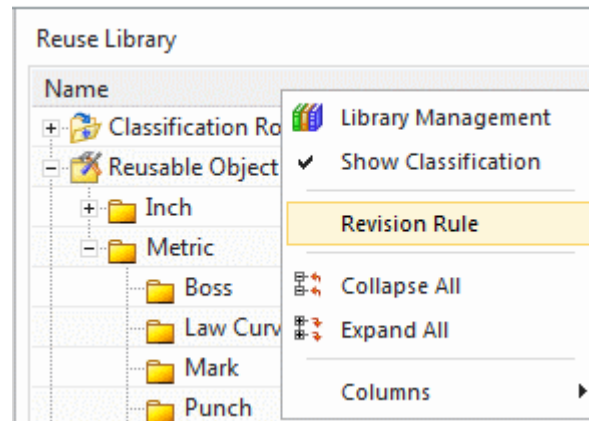 Reuse Library
Name
Classification Ro
Reusable Object
Inch
Metric
Boss
Law Curv
Mark
Punch
Library Management
Show Classification
Revision Rule
Collapse All
Expand All
Columns